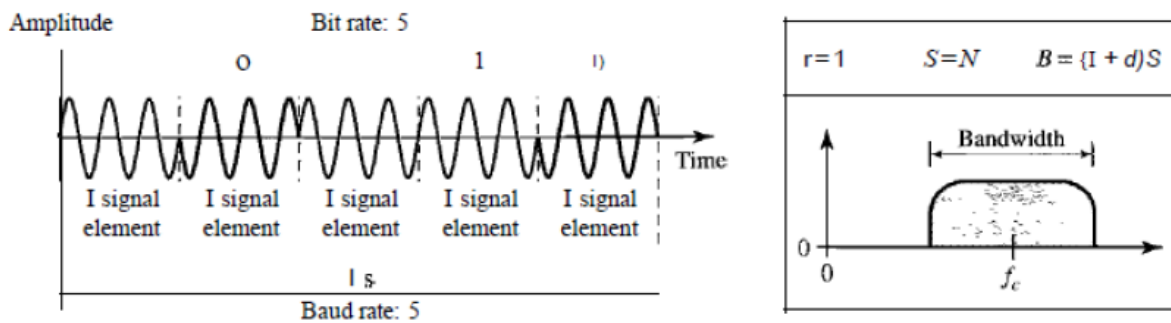 Amplitude
Bit rate: 5
O
1
I)
Time
I signal element
I signal element
I signal element
I signal element
I signal element
I s
Baud rate: 5
r=1 S=N B = {I + d)S
Bandwidth
0
0
fc